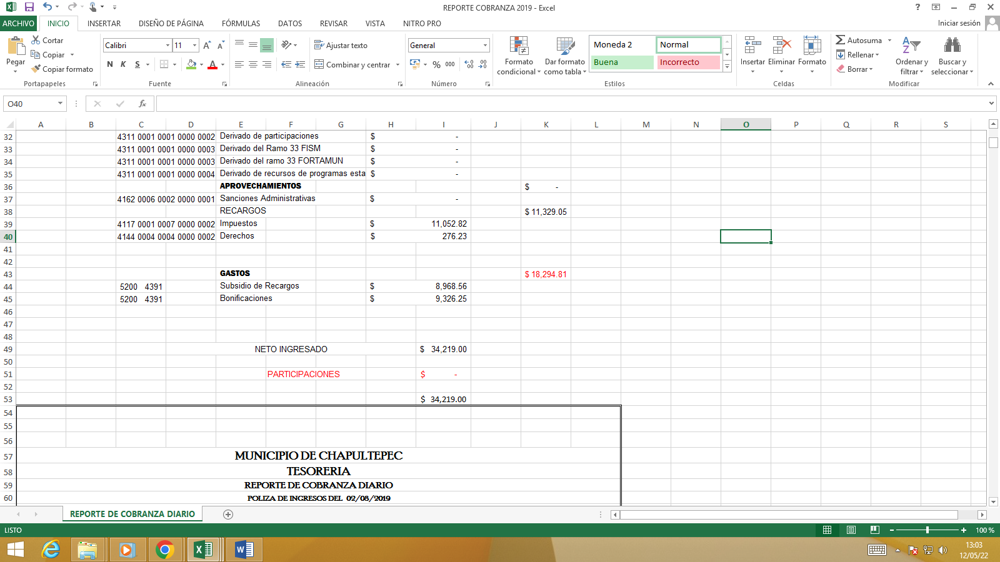 REPORTE COBRANZA 2019 - Excel
ARCHIVO INICIO INSERTAR DISEÑO DE PÁGINA FÓRMULAS DATOS REVISAR VISTA NITRO PRO Iniciar sesión
Pegar
Cortar
Copiar
Copiar formato
Portapapeles
Calibri 11
N K S
Fuente
Ajustar texto
Combinar y centrar
Alineación
General
% 000
Número
Formato condicional
Dar formato como tabla
Moneda 2 Normal
Buena Incorrecto
Estilos
Insertar Eliminar Formato
Celdas
Autosuma
Rellenar
Borrar
Ordenar y filtrar
Buscar y seleccionar
Modificar
O40 fx
A B C D E F G H I J K L M N O P Q R S
32 4311 0001 0001 0000 0002 Derivado de participaciones $ -
33 4311 0001 0001 0000 0003 Derivado del Ramo 33 FISM $ -
34 4311 0001 0001 0000 0003 Derivado del ramo 33 FORTAMUN $ -
35 4311 0001 0001 0000 0004 Derivado de recursos de programas esta $ -
36 APROVECHAMIENTOS $ -
37 4162 0006 0002 0000 0001 Sanciones Administrativas $ -
38 RECARGOS $ 11,329.05
39 4117 0001 0007 0000 0002 Impuestos $ 11,052.82
40 4144 0004 0004 0000 0002 Derechos $ 276.23
41
42
43 GASTOS $ 18,294.81
44 5200 4391 Subsidio de Recargos $ 8,968.56
45 5200 4391 Bonificaciones $ 9,326.25
46
47
48
49 NETO INGRESADO $ 34,219.00
50
51 PARTICIPACIONES $ -
52
53 $ 34,219.00
54
55
56
57 MUNICIPIO DE CHAPULTEPEC
58 TESORERIA
59 REPORTE DE COBRANZA DIARIO
60 POLIZA DE INGRESOS DEL 02/08/2019
REPORTE DE COBRANZA DIARIO
LISTO 100 %
13:03
12/05/22